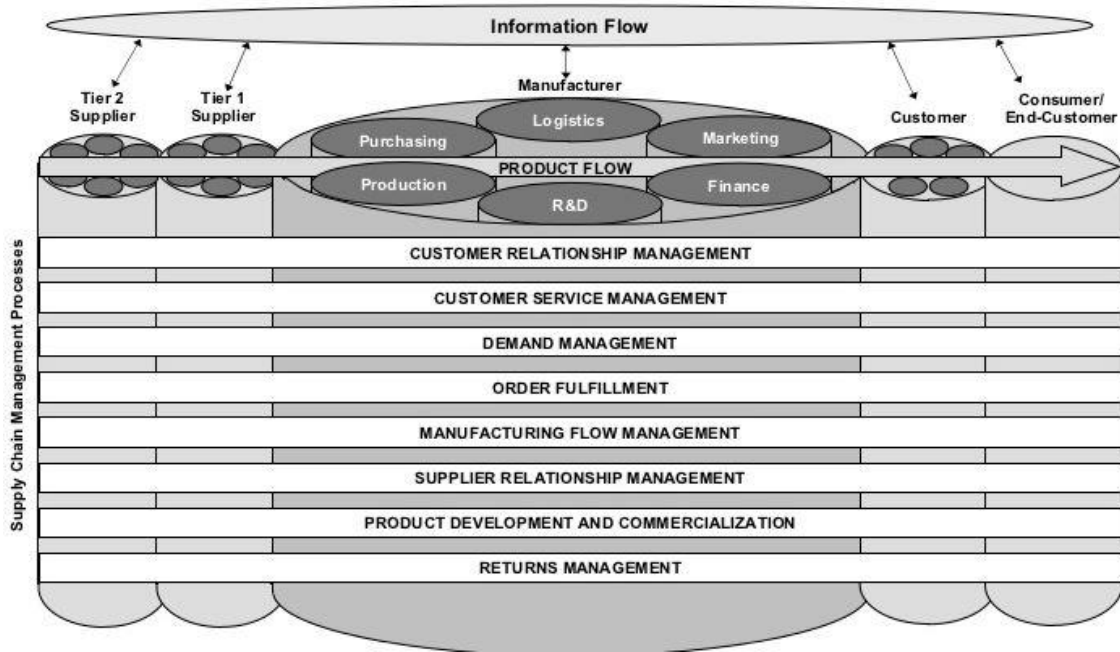 Information Flow
Tier 2
Supplier
Tier 1
Supplier
Manufacturer
Customer
Consumer/
End-Customer
Logistics
Purchasing
Marketing
PRODUCT FLOW
Production
Finance
R&D
Supply Chain Management Processes
CUSTOMER RELATIONSHIP MANAGEMENT
CUSTOMER SERVICE MANAGEMENT
DEMAND MANAGEMENT
ORDER FULFILLMENT
MANUFACTURING FLOW MANAGEMENT
SUPPLIER RELATIONSHIP MANAGEMENT
PRODUCT DEVELOPMENT AND COMMERCIALIZATION
RETURNS MANAGEMENT